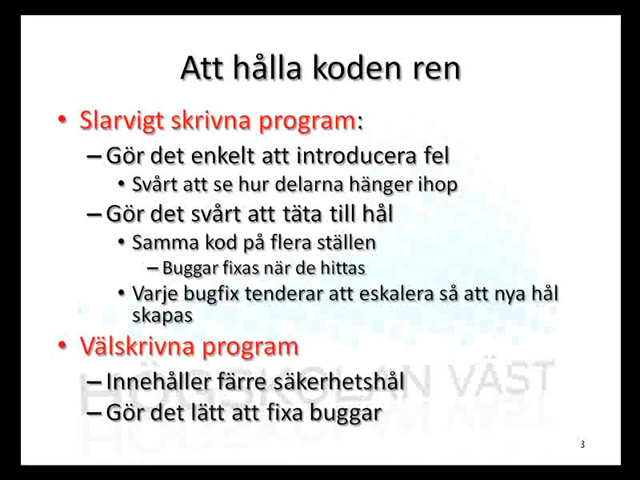 Att hålla koden ren
• Slarvigt skrivna program:
– Gör det enkelt att introducera fel
• Svårt att se hur delarna hänger ihop
– Gör det svårt att täta till hål
• Samma kod på flera ställen
– Buggar fixas när de hittas
• Varje bugfix tenderar att eskalera så att nya hål
skapas
• Välskrivna program
HÖGSKOLAN VÄST
– Innehåller färre säkerhetshål
– Gör det lätt att fixa buggar
3